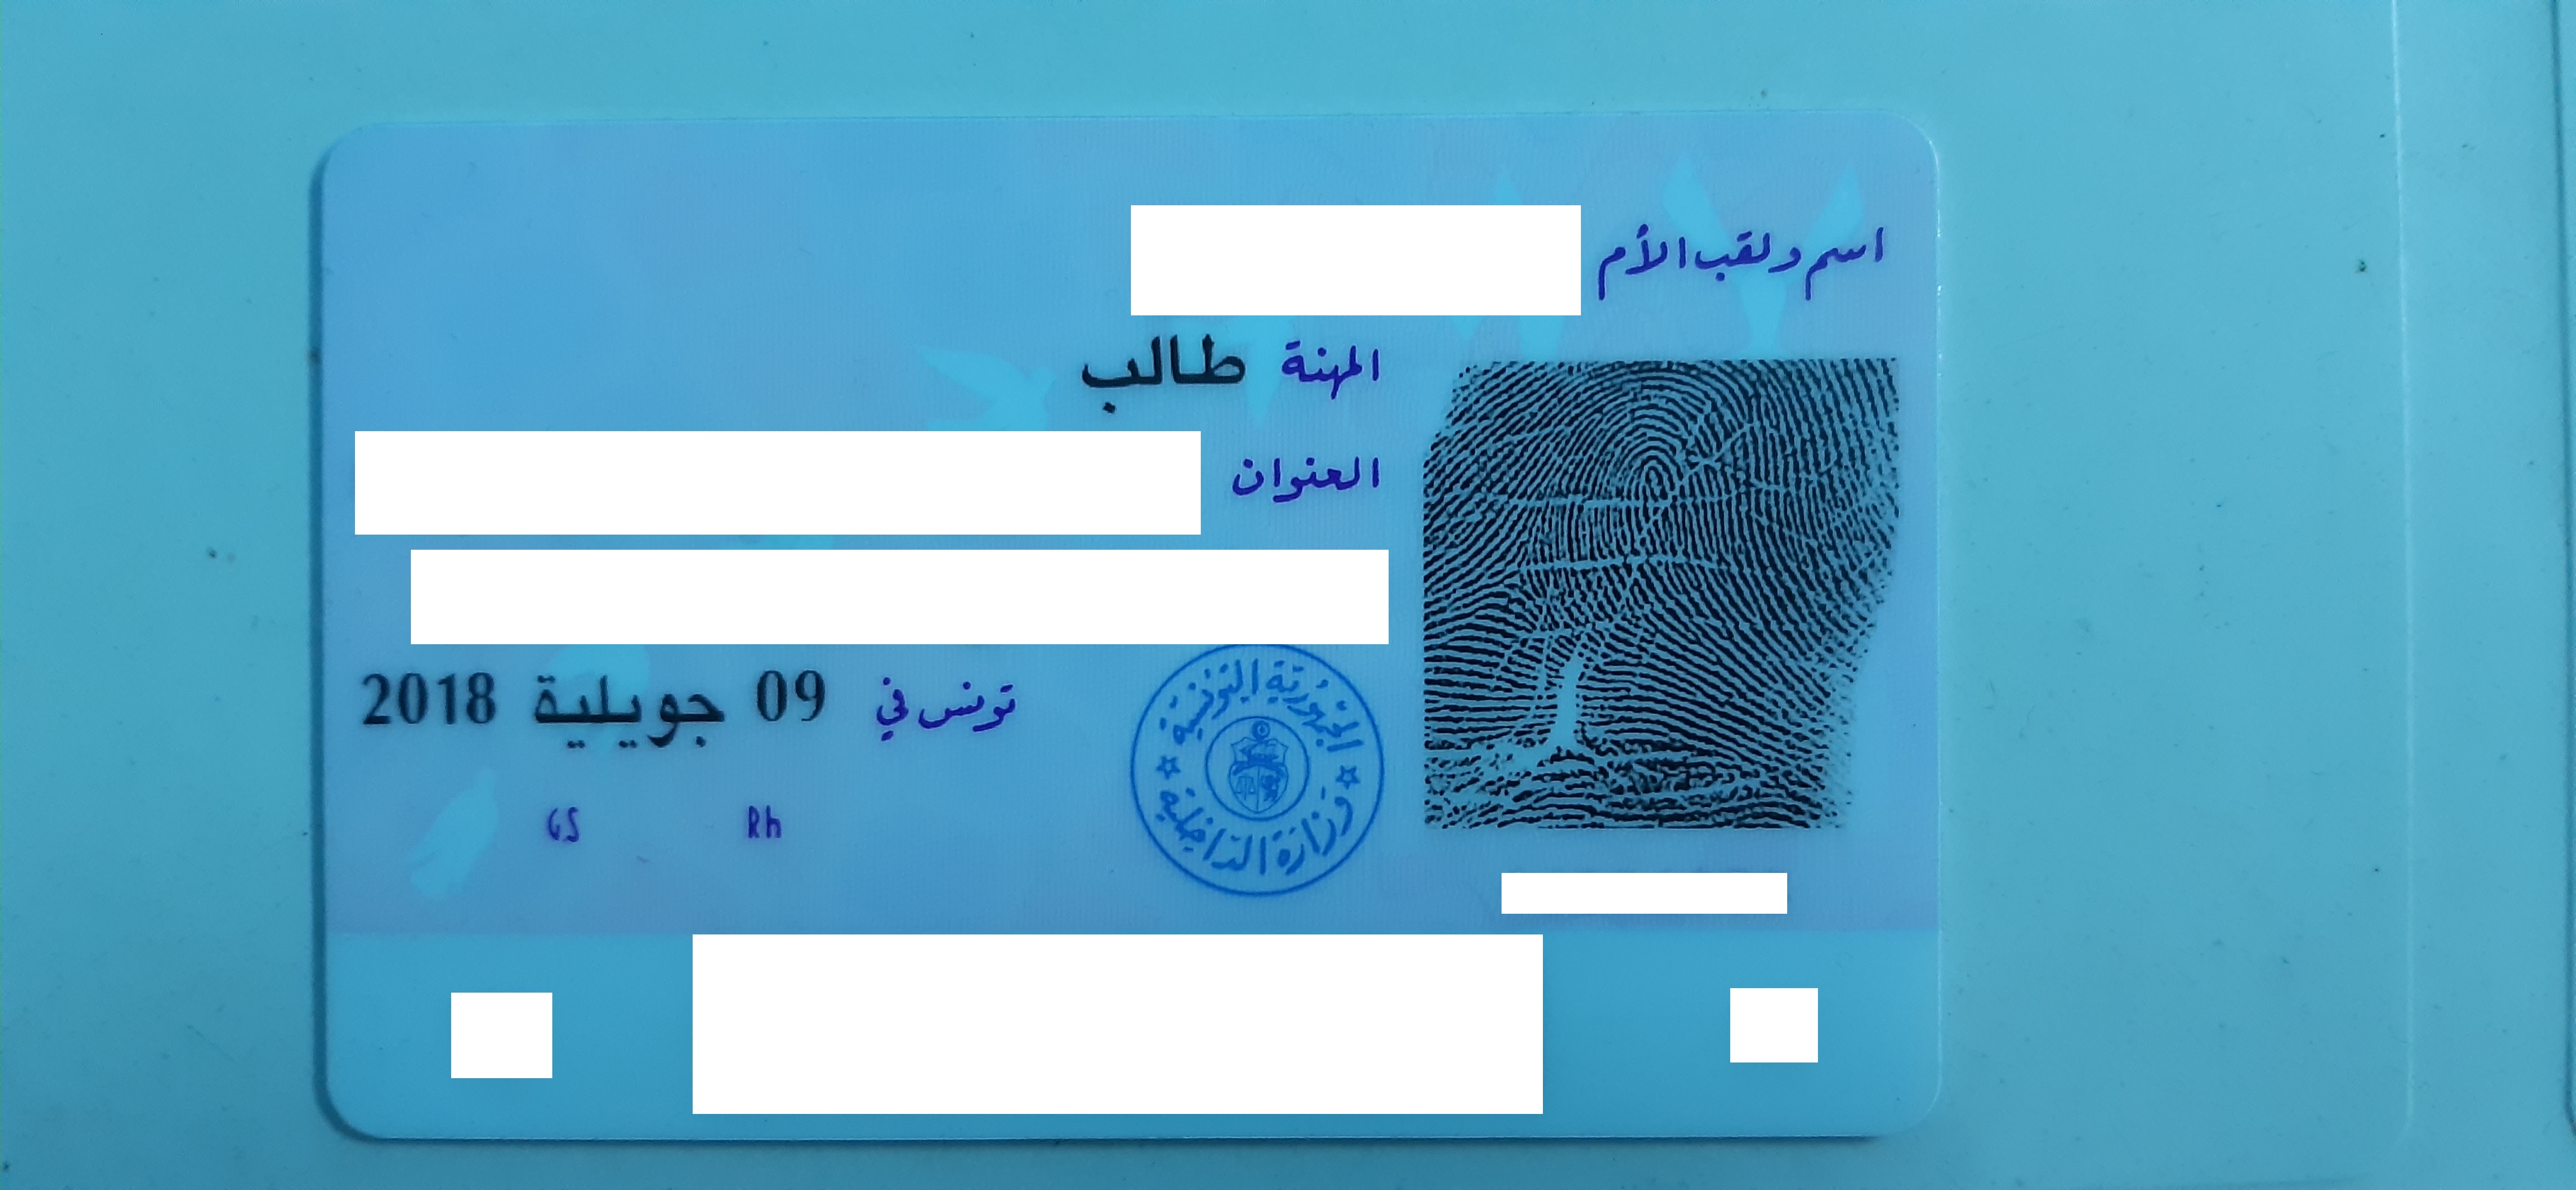 اسم ولقب الأم
المهنة طالب
العنوان
تونس في 09 جويلية 2018
الجمهورية التونسية
وزارة الداخلية
Rh GS